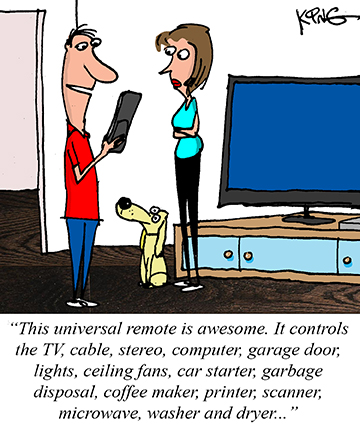 KING
“This universal remote is awesome. It controls
the TV, cable, stereo, computer, garage door,
lights, ceiling fans, car starter, garbage
disposal, coffee maker, printer, scanner,
microwave, washer and dryer...”